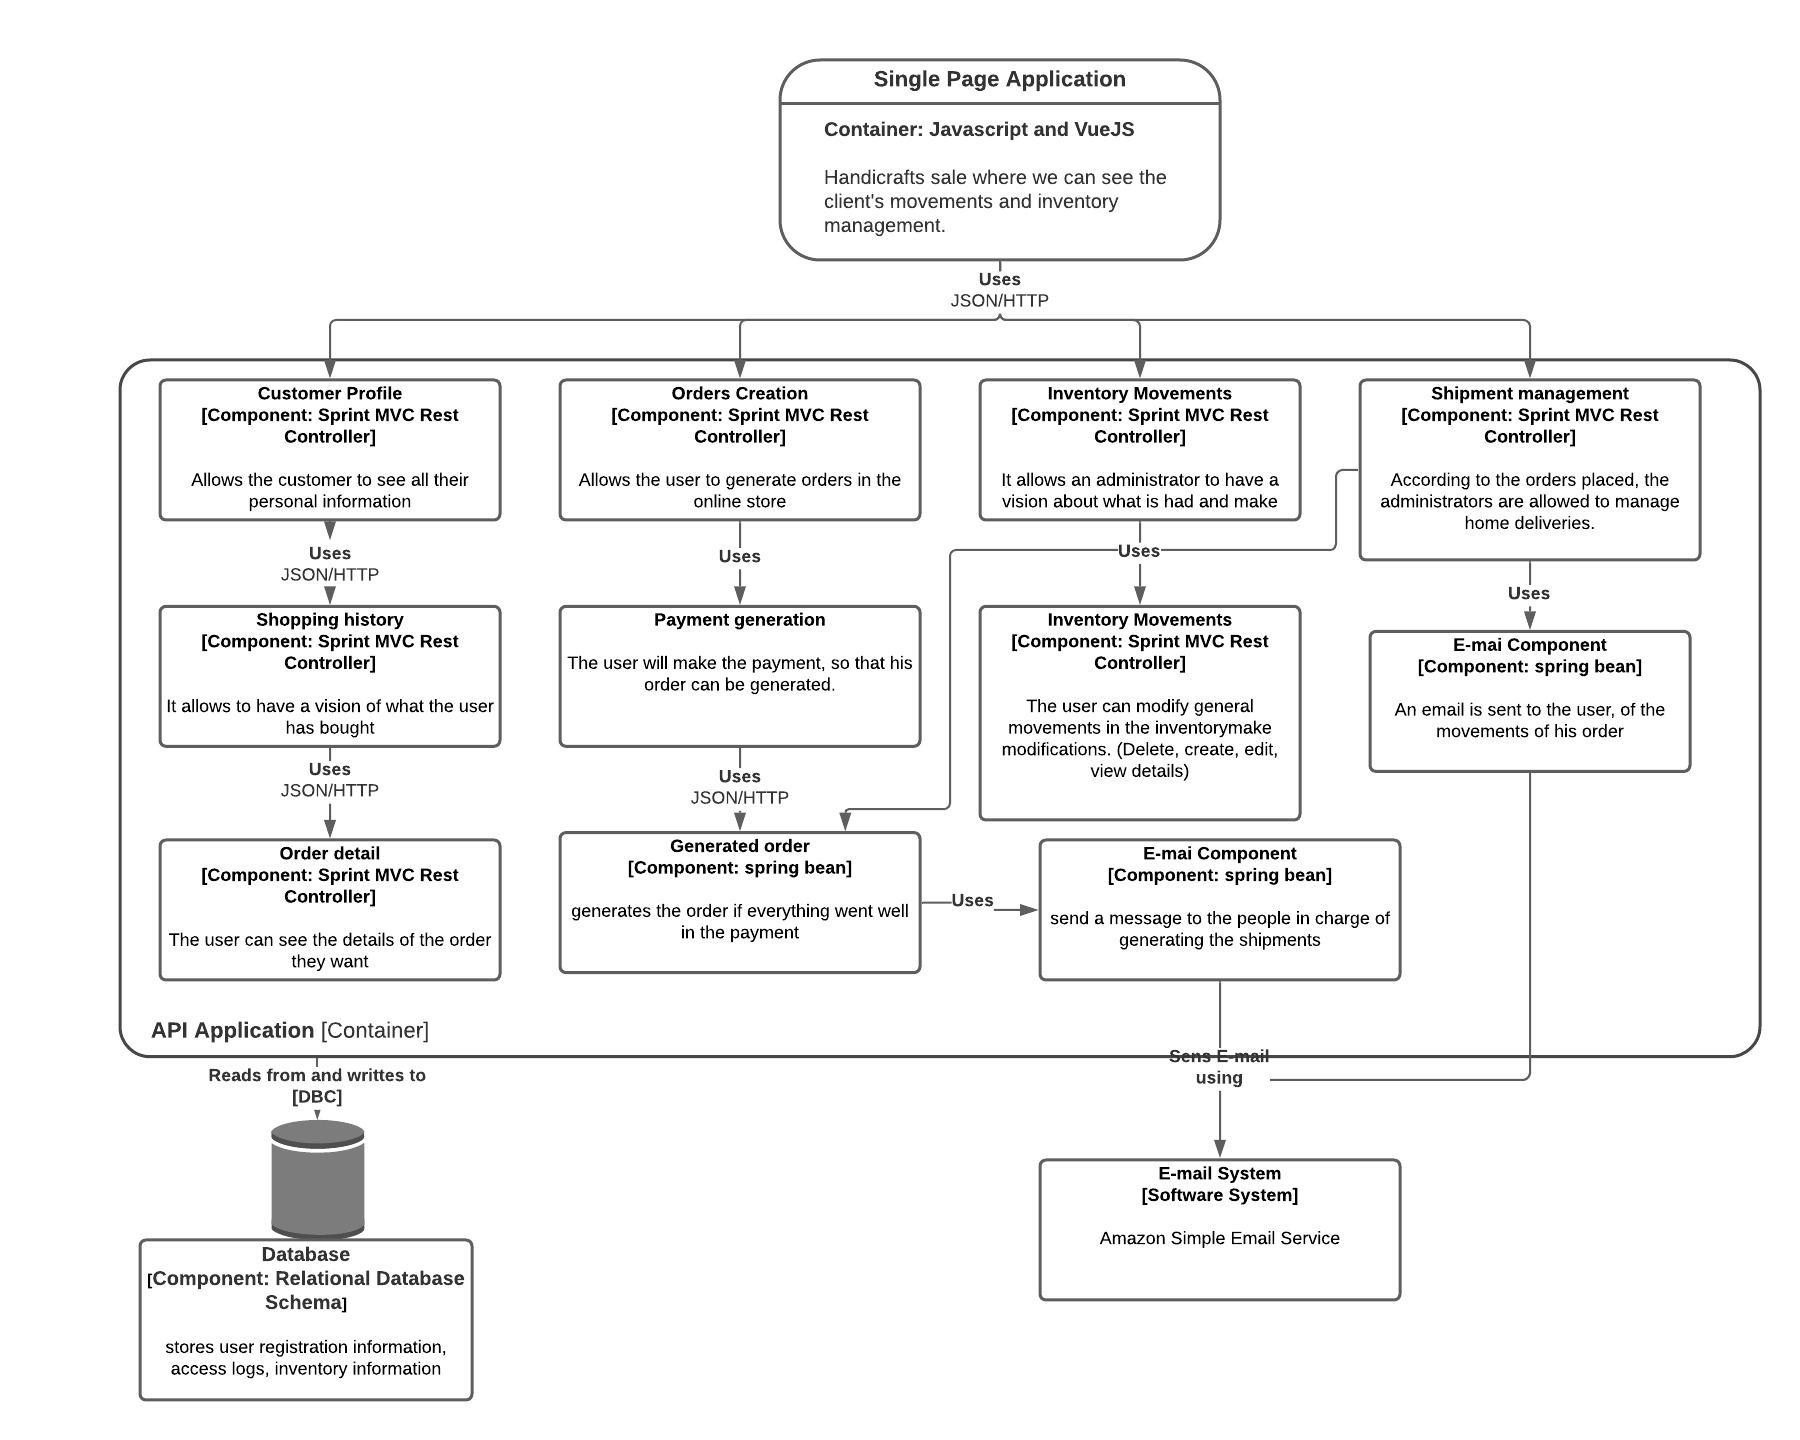 Single Page Application
Container: Javascript and VueJS
Handicrafts sale where we can see the
client's movements and inventory
management.
Uses
JSON/HTTP
Customer Profile
[Component: Sprint MVC Rest
Controller]
Allows the customer to see all their
personal information
Orders Creation
[Component: Sprint MVC Rest
Controller]
Allows the user to generate orders in the
online store
Inventory Movements
[Component: Sprint MVC Rest
Controller]
It allows an administrator to have a
vision about what is had and make
Shipment management
[Component: Sprint MVC Rest
Controller]
According to the orders placed, the
administrators are allowed to manage
home deliveries.
Uses
JSON/HTTP
Uses
Uses
Uses
Shopping history
[Component: Sprint MVC Rest
Controller]
It allows to have a vision of what the user
has bought
Payment generation
The user will make the payment, so that his
order can be generated.
Inventory Movements
[Component: Sprint MVC Rest
Controller]
The user can modify general
movements in the inventorymake
modifications. (Delete, create, edit,
view details)
E-mai Component
[Component: spring bean]
An email is sent to the user, of the
movements of his order
Uses
JSON/HTTP
Uses
JSON/HTTP
Order detail
[Component: Sprint MVC Rest
Controller]
The user can see the details of the order
they want
Generated order
[Component: spring bean]
generates the order if everything went well
in the payment
Uses
E-mai Component
[Component: spring bean]
send a message to the people in charge of
generating the shipments
API Application [Container]
Reads from and writtes to
[DBC]
Sens E-mail
using
Database
[Component: Relational Database
Schema]
stores user registration information,
access logs, inventory information
E-mail System
[Software System]
Amazon Simple Email Service